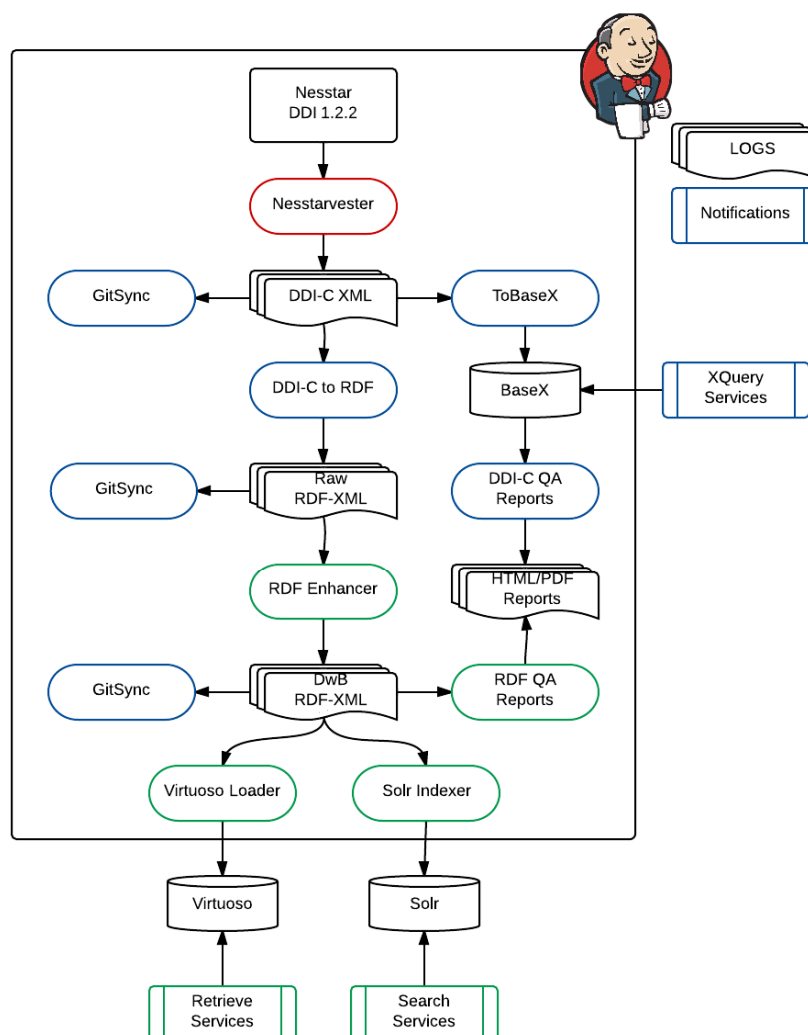 Nesstar
DDI 1.2.2
LOGS
Nesstarvester
Notifications
GitSync
DDI-C XML
ToBaseX
DDI-C to RDF
BaseX
XQuery
Services
GitSync
Raw
RDF-XML
DDI-C QA
Reports
RDF Enhancer
HTML/PDF
Reports
GitSync
DwB
RDF-XML
RDF QA
Reports
Virtuoso Loader
Solr Indexer
Virtuoso
Solr
Retrieve
Services
Search
Services